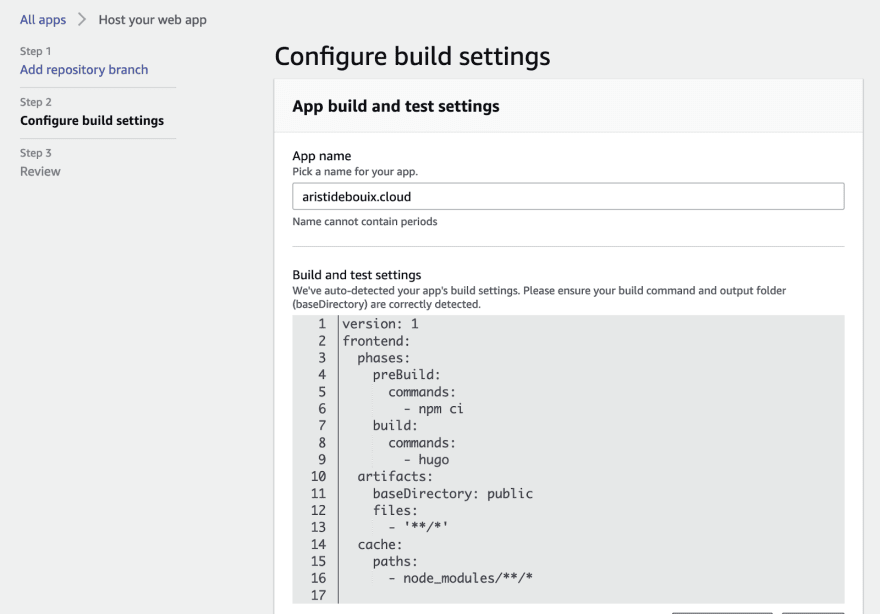 All apps > Host your web app
Step 1
Add repository branch
Step 2
Configure build settings
Step 3
Review
Configure build settings
App build and test settings
App name
Pick a name for your app.
aristidebouix.cloud
Name cannot contain periods
Build and test settings
We've auto-detected your app's build settings. Please ensure your build command and output folder
(baseDirectory) are correctly detected.
1 version: 1
2 frontend:
3   phases:
4     preBuild:
5       commands:
6         - npm ci
7     build:
8       commands:
9         - hugo
10   artifacts:
11     baseDirectory: public
12     files:
13       - '**/*'
14   cache:
15     paths:
16       - node_modules/**/*
17